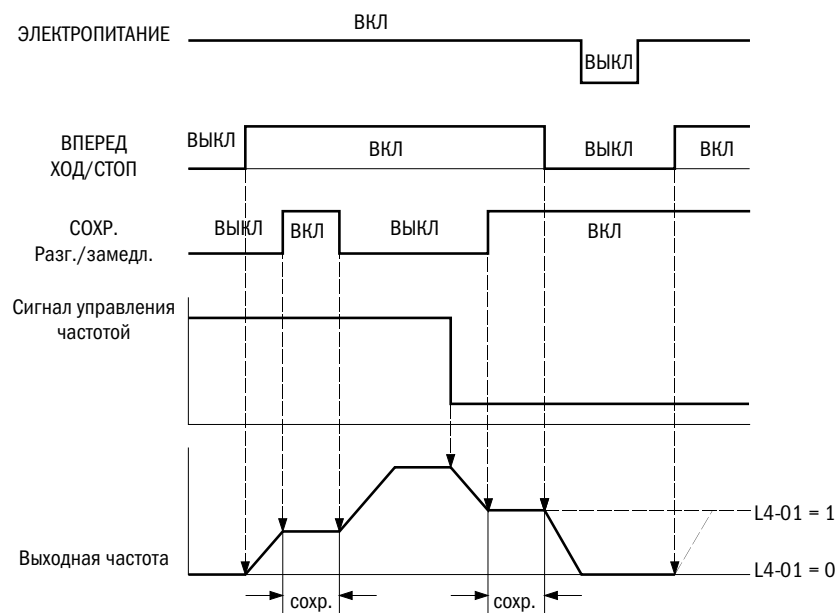 ВКЛ
ЭЛЕКТРОПИТАНИЕ
ВЫКЛ
ВПЕРЕД
ХОД/СТОП
ВЫКЛ
ВКЛ
ВЫКЛ
ВКЛ
СОХР.
Разг./замедл.
ВЫКЛ
ВКЛ
ВЫКЛ
ВКЛ
Сигнал управления
частотой
Выходная частота
L4-01 = 1
L4-01 = 0
сохр.
сохр.